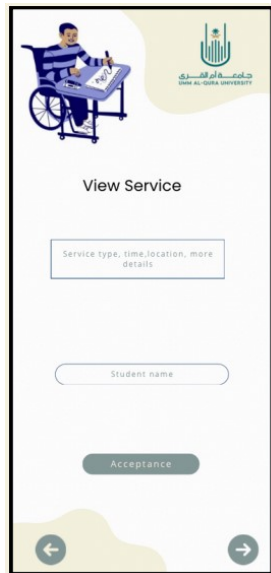 جامعة أم القرى
UMM AL-QURA UNIVERSITY
View Service
Service type, time,location, more
details
Student name
Acceptance